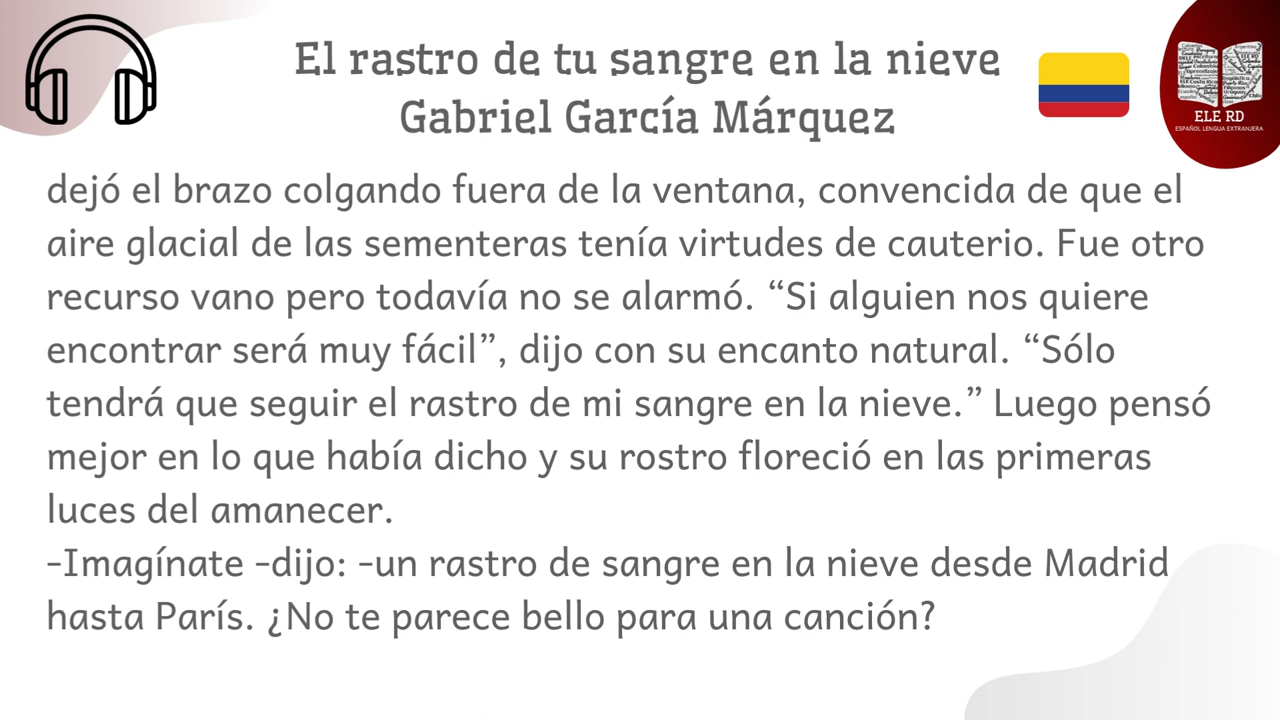 El rastro de tu sangre en la nieve
Gabriel García Márquez
ELE RD
ESPAÑOL LENGUA EXTRANJERA
dejó el brazo colgando fuera de la ventana, convencida de que el
aire glacial de las sementeras tenía virtudes de cauterio. Fue otro
recurso vano pero todavía no se alarmó. “Si alguien nos quiere
encontrar será muy fácil”, dijo con su encanto natural. “Sólo
tendrá que seguir el rastro de mi sangre en la nieve.” Luego pensó
mejor en lo que había dicho y su rostro floreció en las primeras
luces del amanecer.
-Imagínate -dijo: -un rastro de sangre en la nieve desde Madrid
hasta París. ¿No te parece bello para una canción?